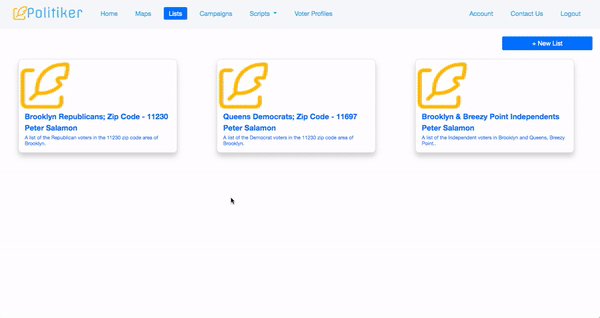 Politiker Home Maps Lists Campaigns Scripts Voter Profiles Account Contact Us Logout
+ New List
Brooklyn Republicans; Zip Code - 11230
Peter Salamon
A list of the Republican voters in the 11230 zip code area of
Brooklyn.
Queens Democrats; Zip Code - 11697
Peter Salamon
A list of the Democrat voters in the 11230 zip code area of
Brooklyn.
Brooklyn & Breezy Point Independents
Peter Salamon
A list of the Independent voters in Brooklyn and Queens, Breezy
Point..